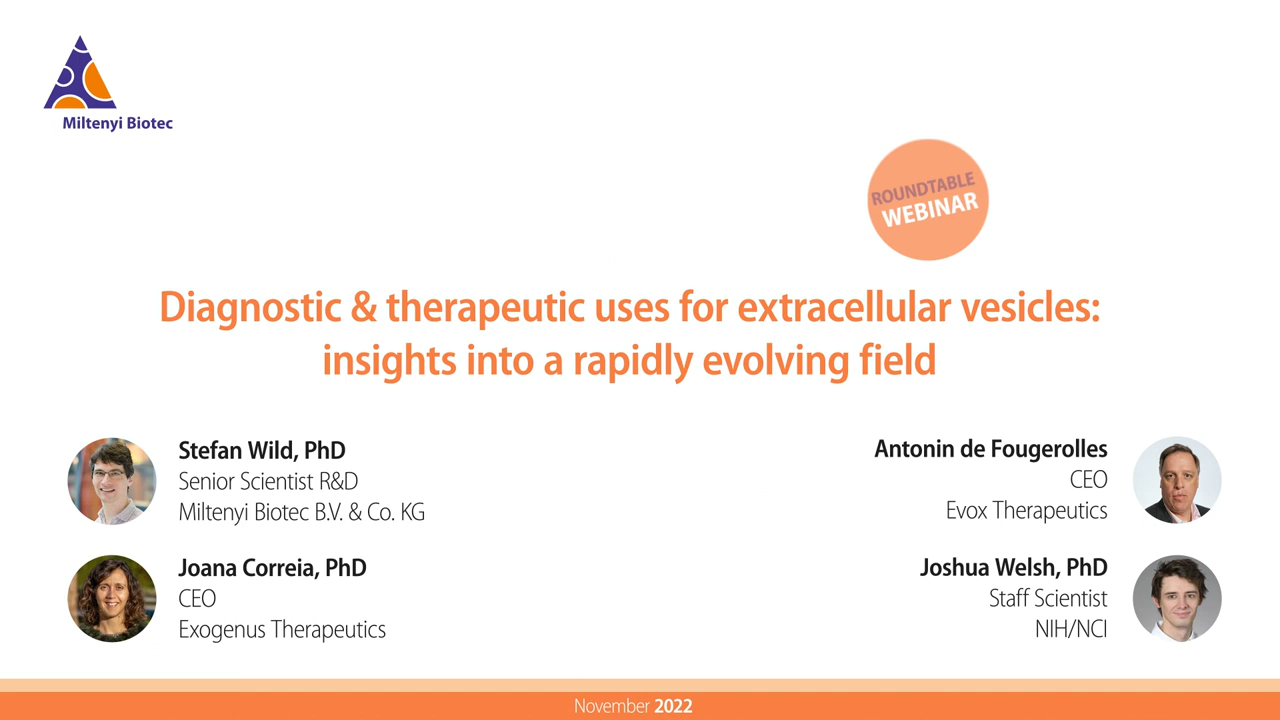 Miltenyi Biotec
ROUNDTABLE
WEBINAR
Diagnostic & therapeutic uses for extracellular vesicles:
insights into a rapidly evolving field
Stefan Wild, PhD
Senior Scientist R&D
Miltenyi Biotec B.V. & Co. KG
Joana Correia, PhD
CEO
Exogenus Therapeutics
Antonin de Fougerolles
CEO
Evox Therapeutics
Joshua Welsh, PhD
Staff Scientist
NIH/NCI
November 2022